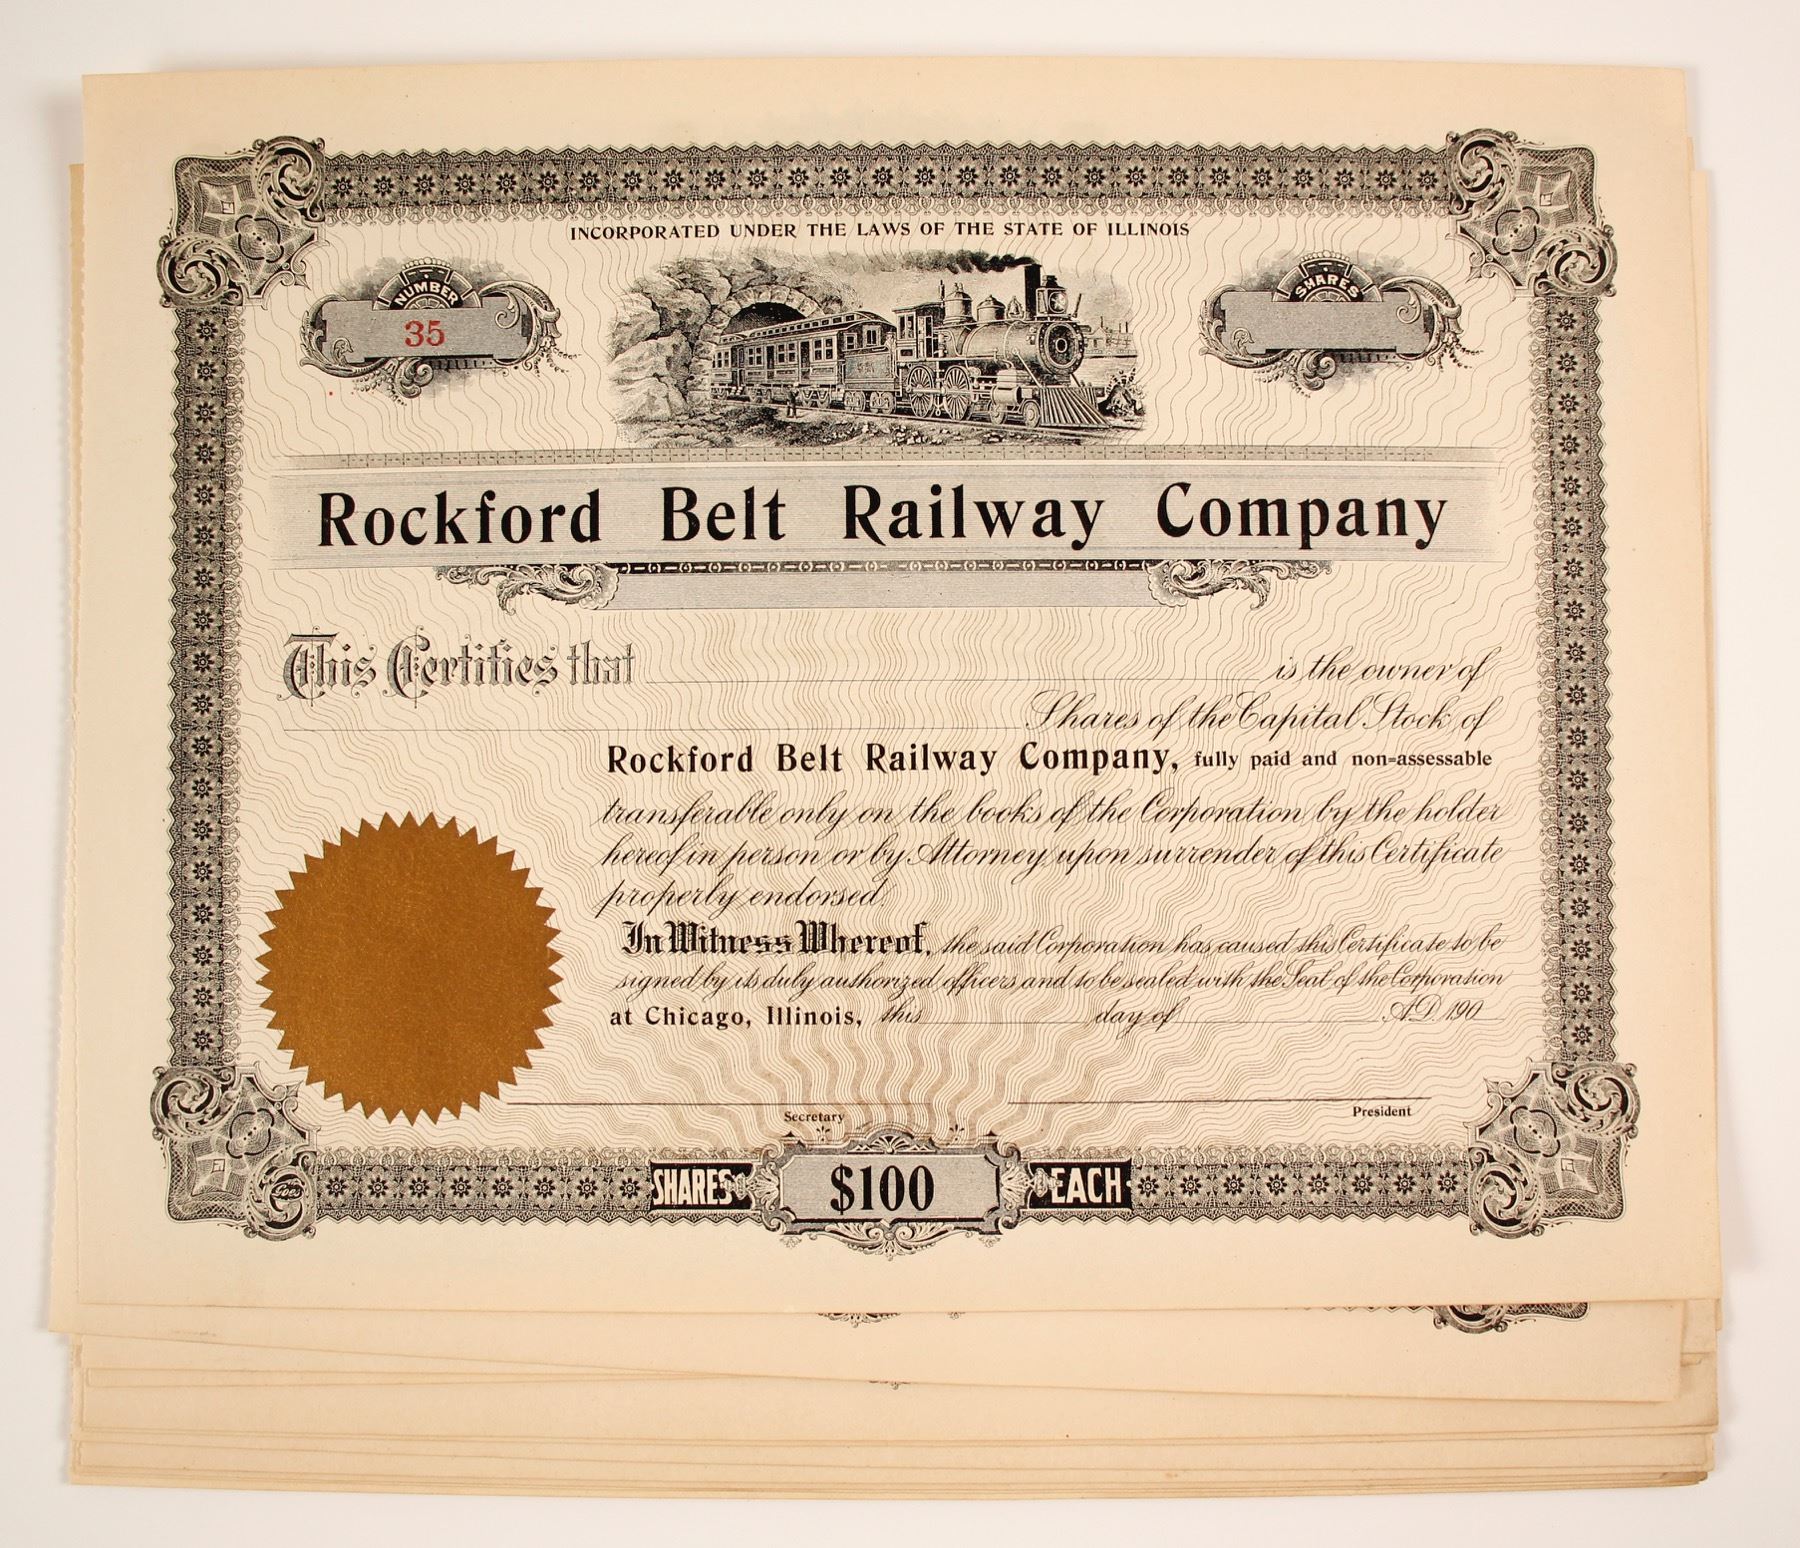 INCORPORATED UNDER THE LAWS OF THE STATE OF ILLINOIS
NUMBER
35
SHARES
Rockford Belt Railway Company
This Certifies that is the owner of
Shares of the Capital Stock of
Rockford Belt Railway Company, fully paid and non=assessable
transferable only on the books of the Corporation by the holder
hereof in person or by Attorney upon surrender of this Certificate
properly endorsed.
In Witness Whereof, the said Corporation has caused this Certificate to be
signed by its duly authorized officers and to be sealed with the Seal of the Corporation
at Chicago, Illinois, this day of A.D. 190
Secretary
President
Goes
SHARES $100 EACH